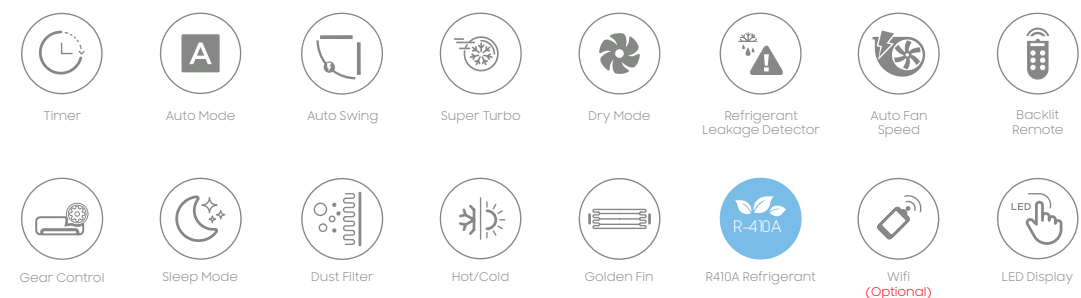 A
Timer
Auto Mode
Auto Swing
Super Turbo
Dry Mode
Refrigerant
Leakage Detector
Auto Fan
Speed
Backlit
Remote
R-410A
LED
Gear Control
Sleep Mode
Dust Filter
Hot/Cold
Golden Fin
R410A Refrigerant
Wifi
(Optional)
LED Display